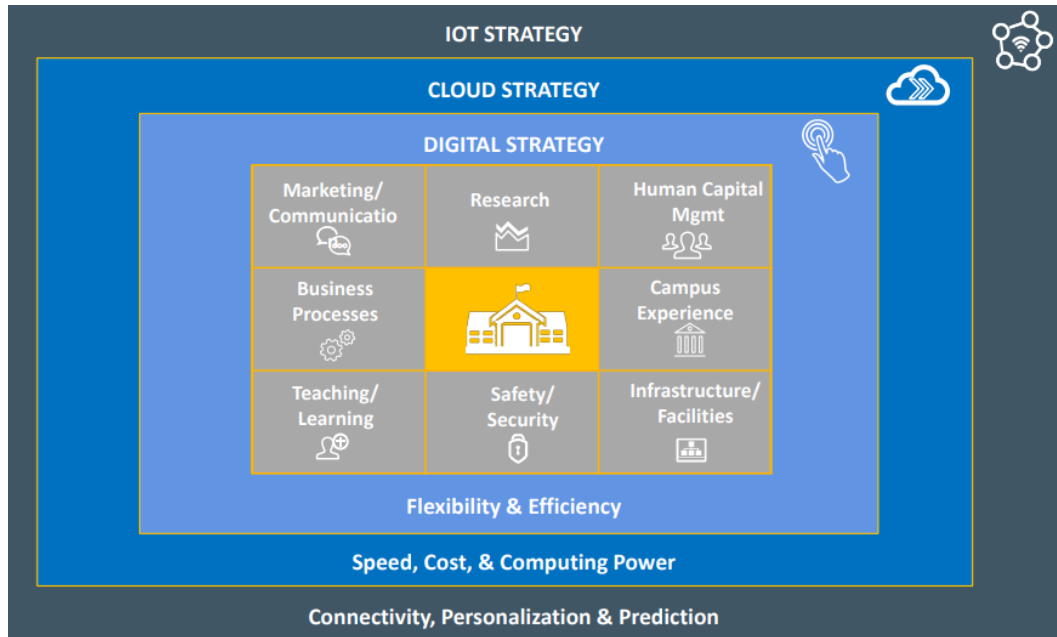 IOT STRATEGY
CLOUD STRATEGY
DIGITAL STRATEGY
Marketing/
Communicatio
Research
Human Capital
Mgmt
Business
Processes
Campus
Experience
Teaching/
Learning
Safety/
Security
Infrastructure/
Facilities
Flexibility & Efficiency
Speed, Cost, & Computing Power
Connectivity, Personalization & Prediction